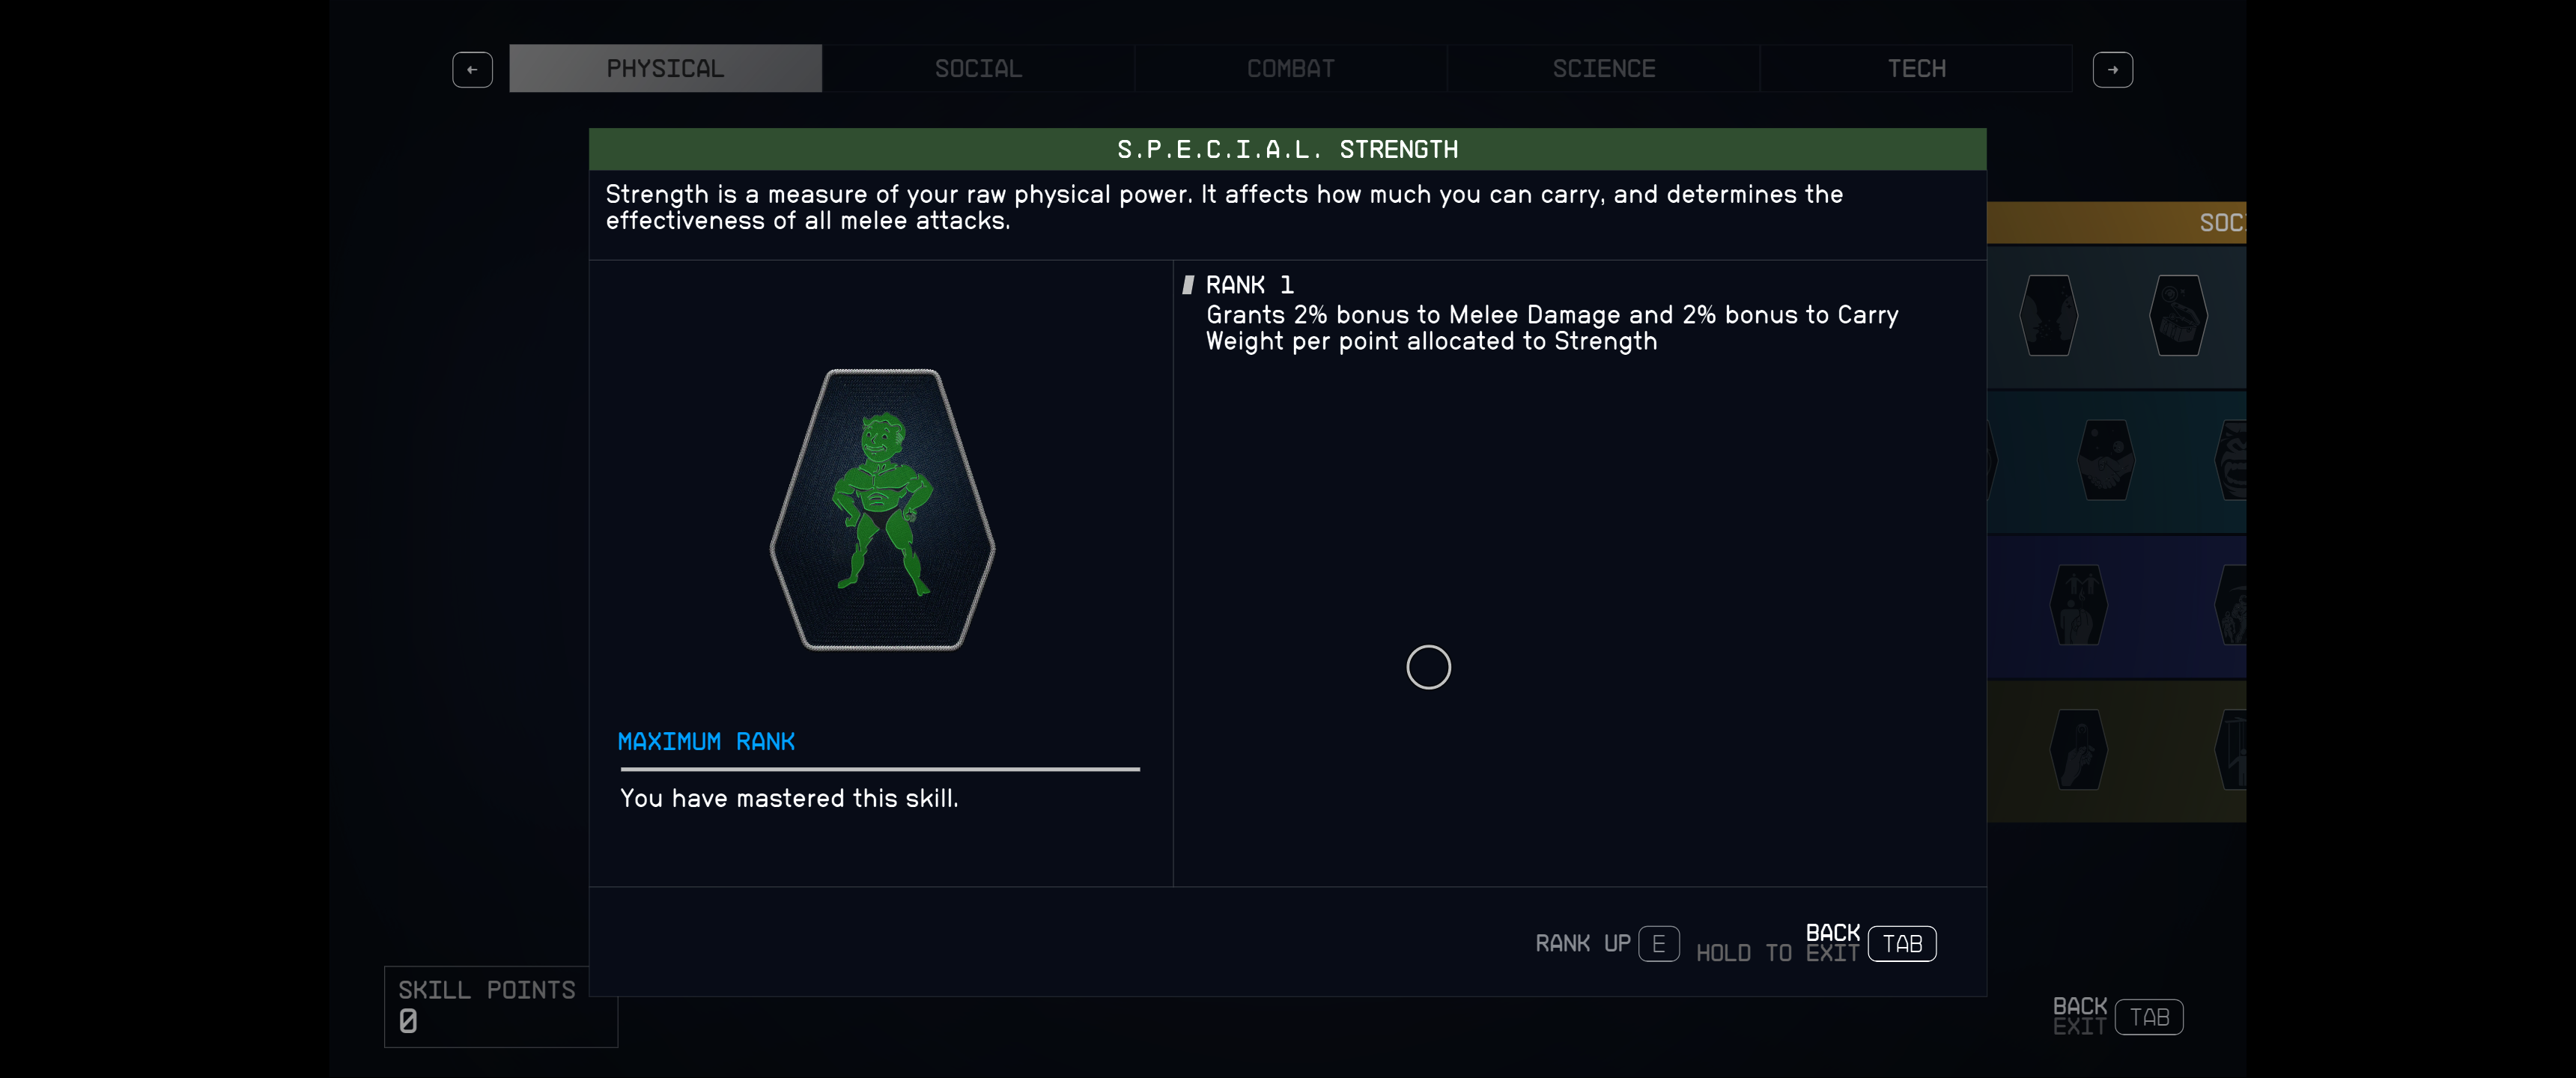 ←
PHYSICAL
SOCIAL
COMBAT
SCIENCE
TECH
→
S.P.E.C.I.A.L. STRENGTH
Strength is a measure of your raw physical power. It affects how much you can carry, and determines the
effectiveness of all melee attacks.
RANK 1
Grants 2% bonus to Melee Damage and 2% bonus to Carry
Weight per point allocated to Strength
MAXIMUM RANK
You have mastered this skill.
RANK UP E
HOLD TO
BACK
EXIT
TAB
SKILL POINTS
0
BACK
EXIT
TAB